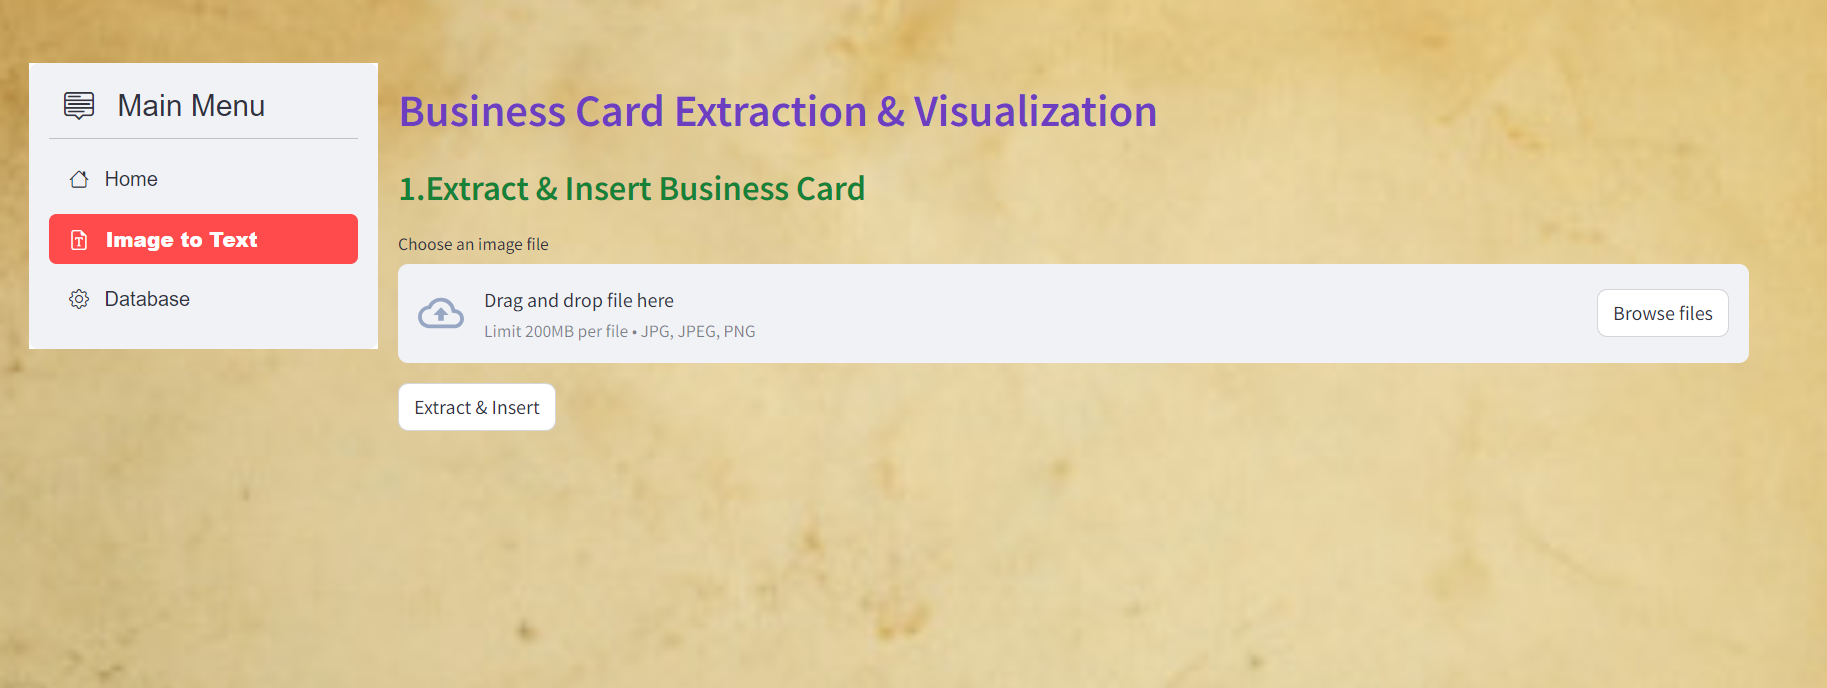 Main Menu
Home
Image to Text
Database
Business Card Extraction & Visualization
1.Extract & Insert Business Card
Choose an image file
Drag and drop file here
Limit 200MB per file • JPG, JPEG, PNG
Browse files
Extract & Insert